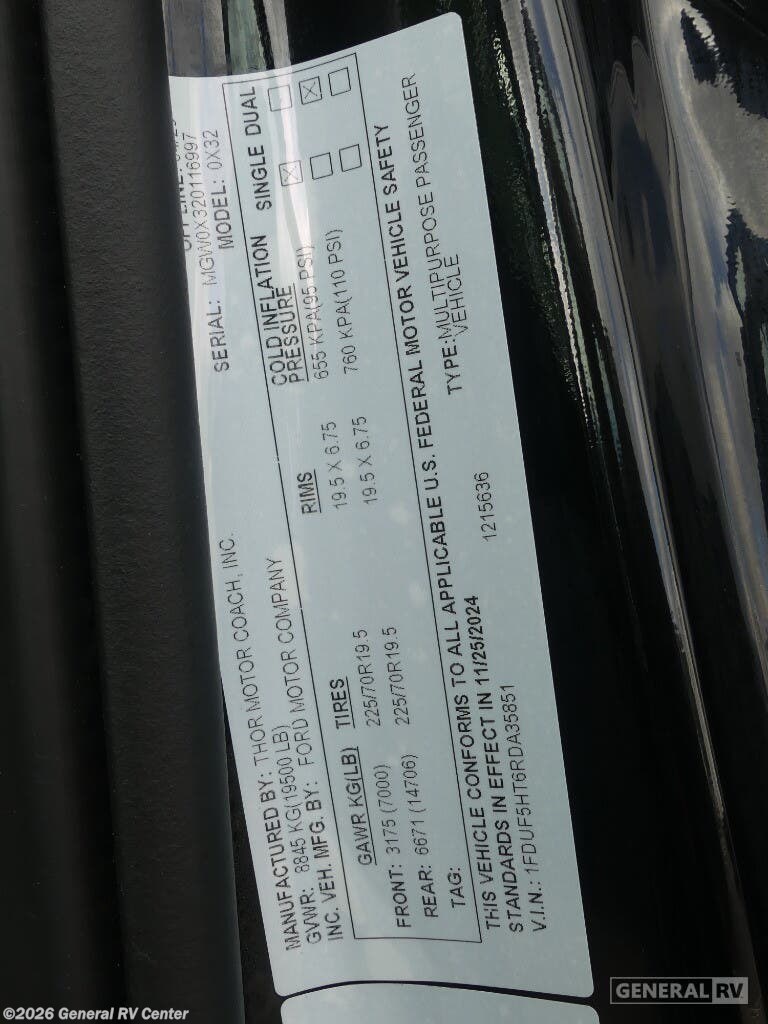 SERIAL: MGW0X320116997
MODEL: 0X32
MANUFACTURED BY: THOR MOTOR COACH, INC.
GVWR: 8845 KG(19500 LB)
INC. VEH. MFG. BY: FORD MOTOR COMPANY
GAWR KG(LB) TIRES RIMS COLD INFLATION PRESSURE SINGLE DUAL
FRONT: 3175 (7000) 225/70R19.5 19.5 X 6.75 655 KPA(95 PSI) ☒ ☐
REAR: 6671 (14706) 225/70R19.5 19.5 X 6.75 760 KPA(110 PSI) ☐ ☒
TAG: ☐ ☐
THIS VEHICLE CONFORMS TO ALL APPLICABLE U.S. FEDERAL MOTOR VEHICLE SAFETY
STANDARDS IN EFFECT IN 11/25/2024
TYPE: MULTIPURPOSE PASSENGER
VEHICLE
V.I.N.: 1FDUF5HT6RDA35851
1215636
GENERAL RV
©2026 General RV Center